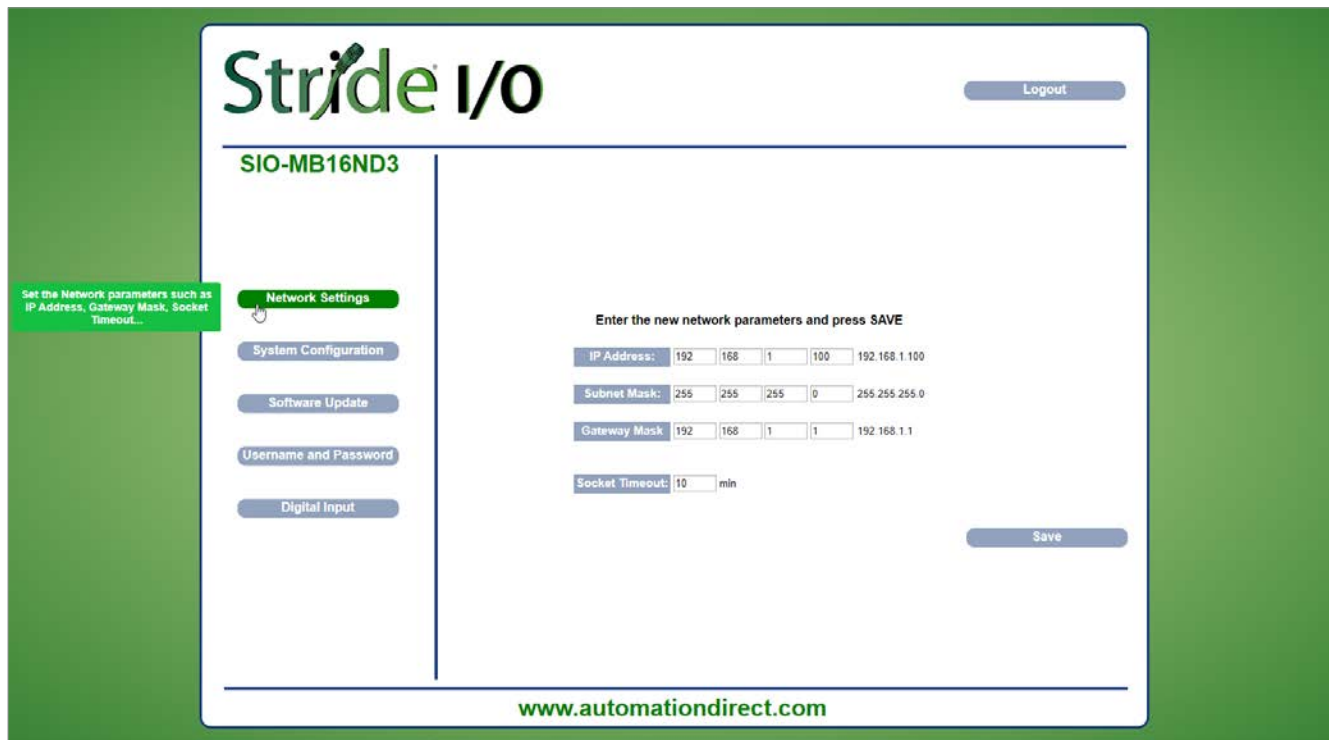 Stride I/O
Logout
SIO-MB16ND3
Set the Network parameters such as
IP Address, Gateway Mask, Socket
Timeout...
Network Settings
System Configuration
Software Update
Username and Password
Digital Input
Enter the new network parameters and press SAVE
IP Address: 192 168 1 100 192.168.1.100
Subnet Mask: 255 255 255 0 255.255.255.0
Gateway Mask 192 168 1 1 192.168.1.1
Socket Timeout: 10 min
Save
www.automationdirect.com